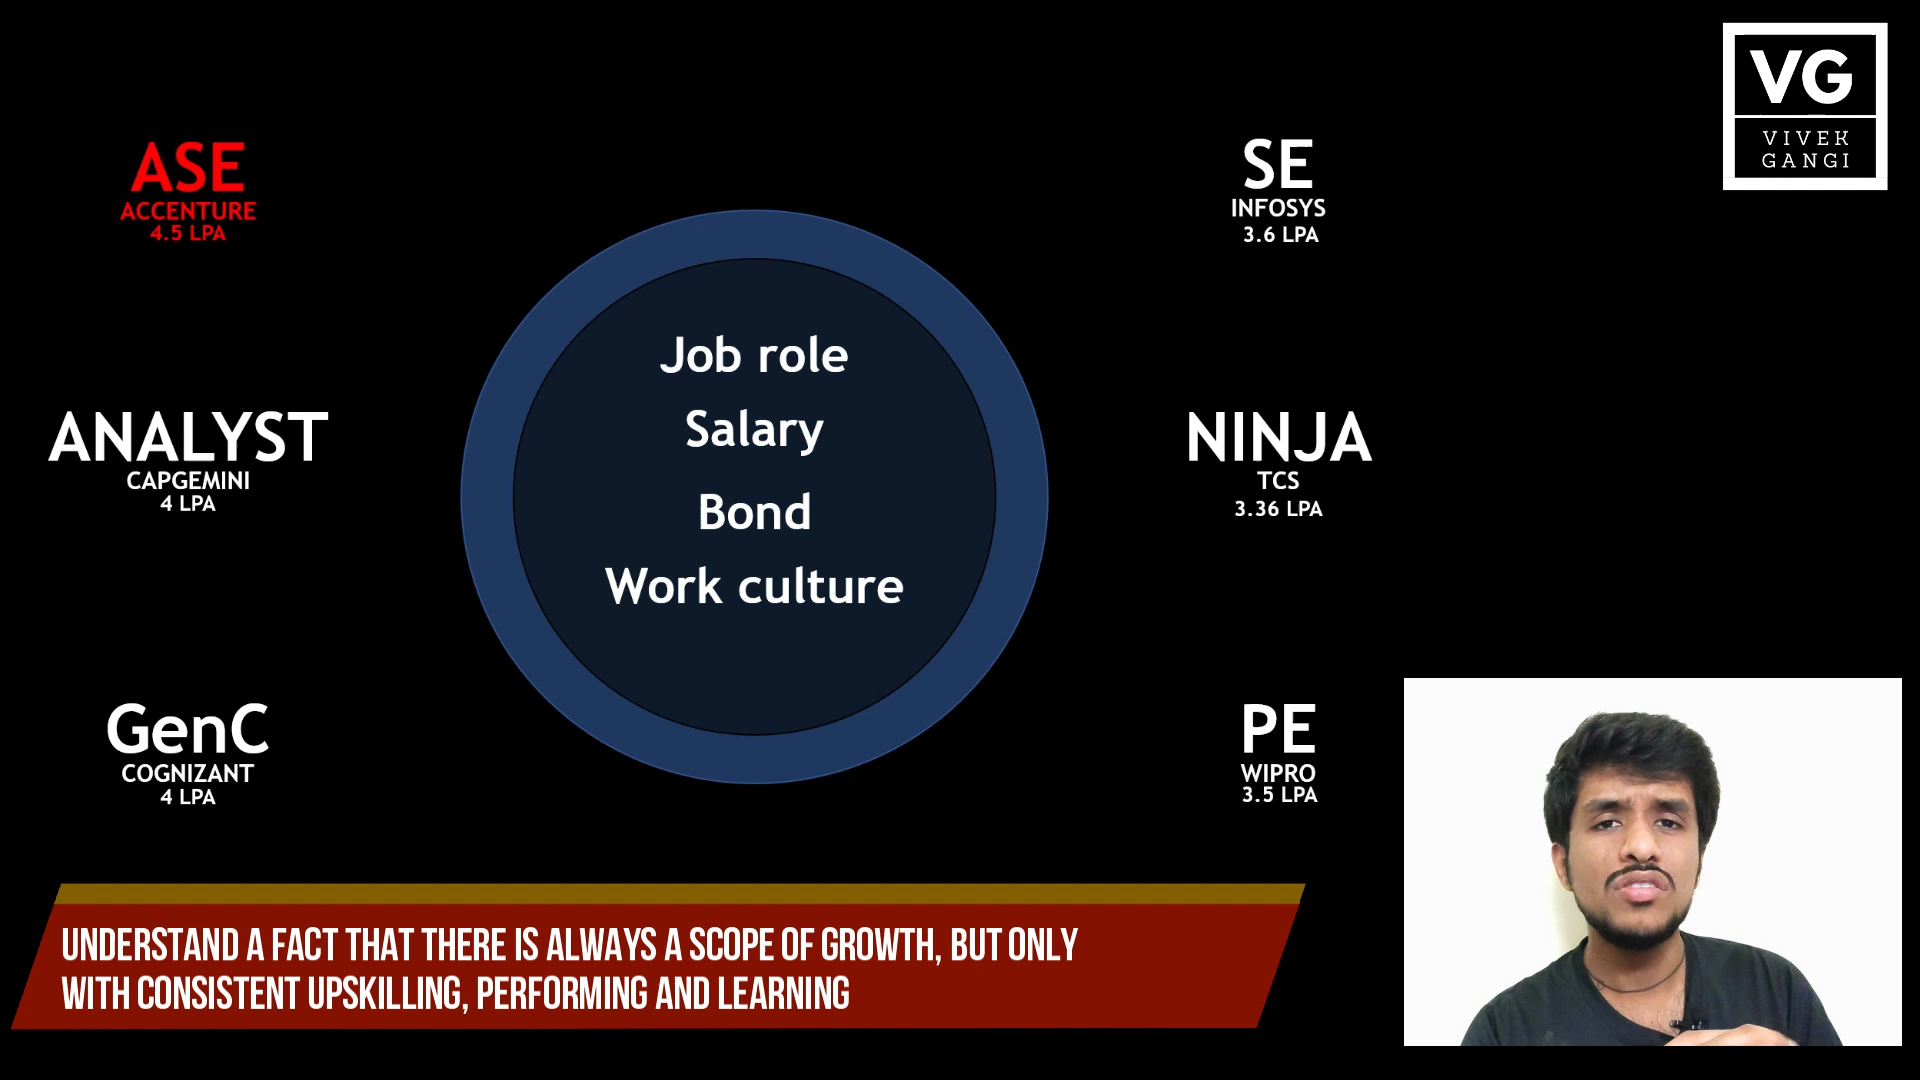 VG
VIVEK
GANGI
ASE
ACCENTURE
4.5 LPA
SE
INFOSYS
3.6 LPA
Job role
Salary
Bond
Work culture
ANALYST
CAPGEMINI
4 LPA
NINJA
TCS
3.36 LPA
GenC
COGNIZANT
4 LPA
PE
WIPRO
3.5 LPA
UNDERSTAND A FACT THAT THERE IS ALWAYS A SCOPE OF GROWTH, BUT ONLY
WITH CONSISTENT UPSKILLING, PERFORMING AND LEARNING